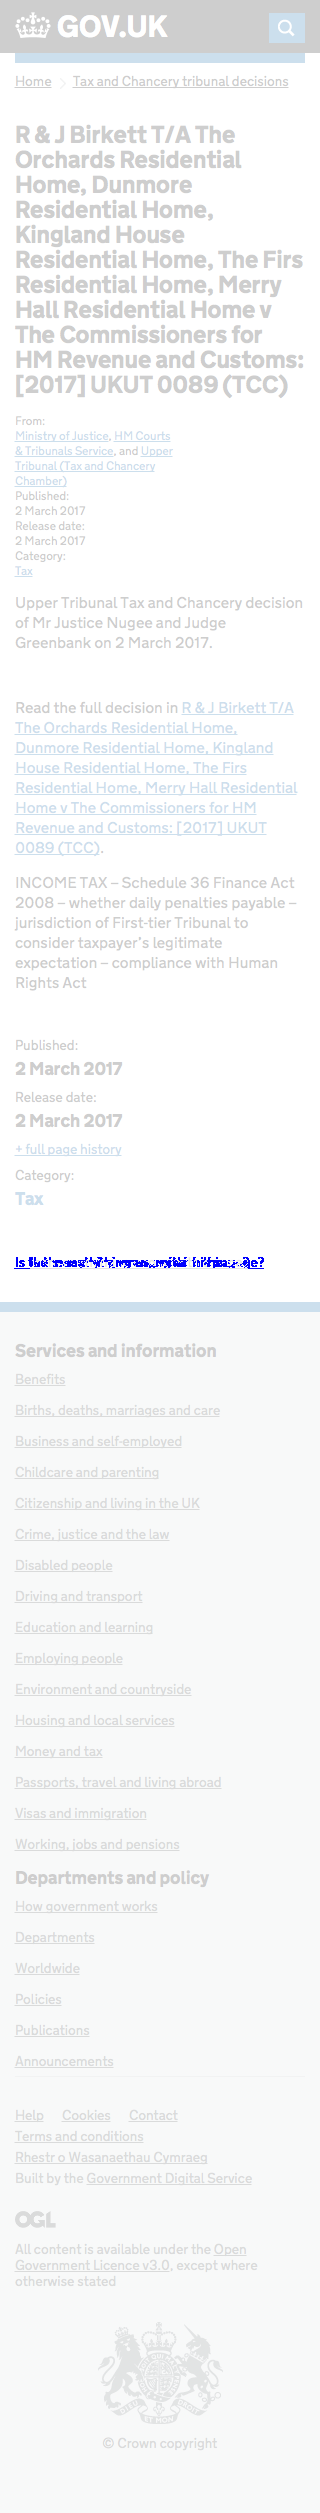 GOV.UK
Home
Tax and Chancery tribunal decisions
R & J Birkett T/A The
Orchards Residential
Home, Dunmore
Residential Home,
Kingland House
Residential Home, The Firs
Residential Home, Merry
Hall Residential Home v
The Commissioners for
HM Revenue and Customs:
[2017] UKUT 0089 (TCC)
From:
Ministry of Justice, HM Courts
& Tribunals Service, and Upper
Tribunal (Tax and Chancery
Chamber)
Published:
2 March 2017
Release date:
2 March 2017
Category:
Tax
Upper Tribunal Tax and Chancery decision
of Mr Justice Nugee and Judge
Greenbank on 2 March 2017.
Read the full decision in R & J Birkett T/A
The Orchards Residential Home,
Dunmore Residential Home, Kingland
House Residential Home, The Firs
Residential Home, Merry Hall Residential
Home v The Commissioners for HM
Revenue and Customs: [2017] UKUT
0089 (TCC).
INCOME TAX – Schedule 36 Finance Act
2008 – whether daily penalties payable –
jurisdiction of First-tier Tribunal to
consider taxpayer's legitimate
expectation – compliance with Human
Rights Act
Published:
2 March 2017
Release date:
2 March 2017
+ full page history
Category:
Tax
Services and information
Benefits
Births, deaths, marriages and care
Business and self-employed
Childcare and parenting
Citizenship and living in the UK
Crime, justice and the law
Disabled people
Driving and transport
Education and learning
Employing people
Environment and countryside
Housing and local services
Money and tax
Passports, travel and living abroad
Visas and immigration
Working, jobs and pensions
Departments and policy
How government works
Departments
Worldwide
Policies
Publications
Announcements
Help Cookies Contact
Terms and conditions
Rhestr o Wasanaethau Cymraeg
Built by the Government Digital Service
OGL
All content is available under the Open
Government Licence v3.0, except where
otherwise stated
© Crown copyright